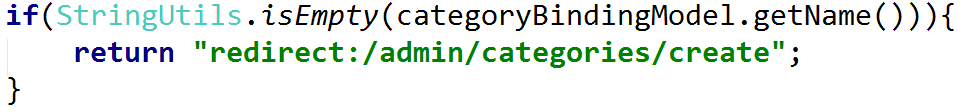 if(StringUtils.isEmpty(categoryBindingModel.getName())){
    return "redirect:/admin/categories/create";
}